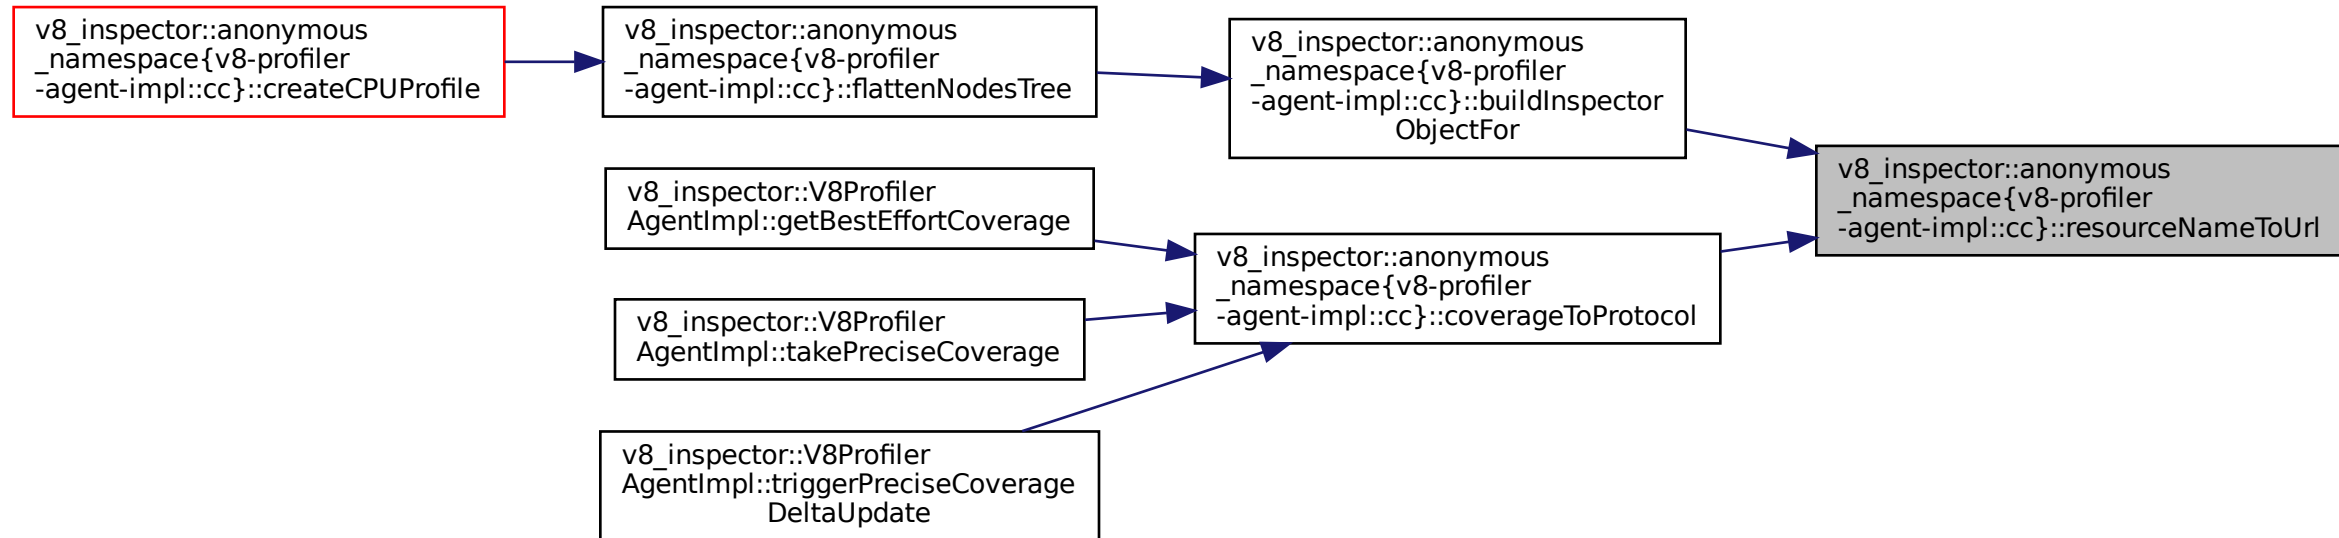 v8_inspector::anonymous
_namespace{v8-profiler
-agent-impl::cc}::createCPUProfile
v8_inspector::anonymous
_namespace{v8-profiler
-agent-impl::cc}::flattenNodesTree
v8_inspector::anonymous
_namespace{v8-profiler
-agent-impl::cc}::buildInspector
ObjectFor
v8_inspector::anonymous
_namespace{v8-profiler
-agent-impl::cc}::resourceNameToUrl
v8_inspector::V8Profiler
AgentImpl::getBestEffortCoverage
v8_inspector::anonymous
_namespace{v8-profiler
-agent-impl::cc}::coverageToProtocol
v8_inspector::V8Profiler
AgentImpl::takePreciseCoverage
v8_inspector::V8Profiler
AgentImpl::triggerPreciseCoverage
DeltaUpdate